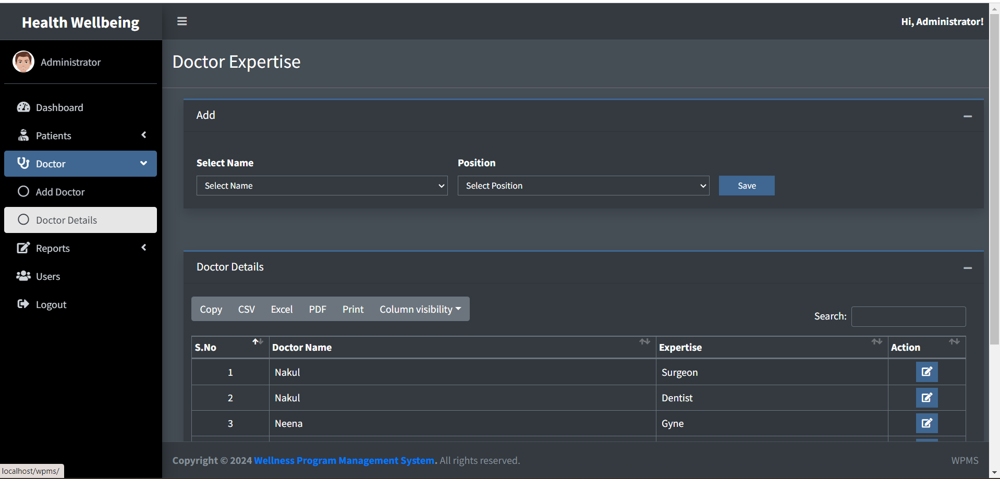 Health Wellbeing
Hi, Administrator!
Administrator
Dashboard
Patients
Doctor
Add Doctor
Doctor Details
Reports
Users
Logout
Doctor Expertise
Add
Select Name Position
Select Name Select Position Save
Doctor Details
Copy CSV Excel PDF Print Column visibility
Search:
S.No Doctor Name Expertise Action
1 Nakul Surgeon
2 Nakul Dentist
3 Neena Gyne
Copyright © 2024 Wellness Program Management System. All rights reserved.
WPMS
localhost/wpms/